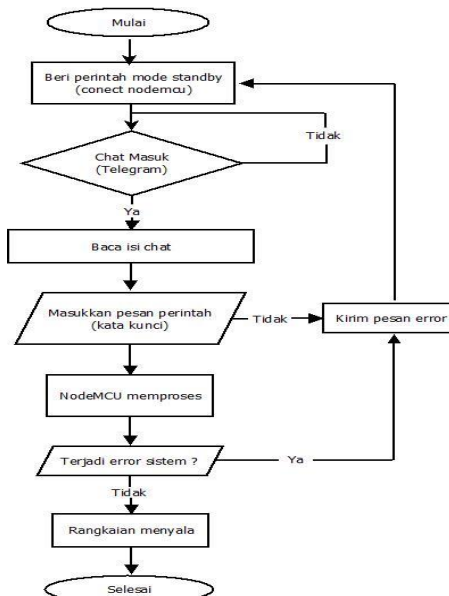 Mulai
Beri perintah mode standby
(conect nodemcu)
Tidak
Chat Masuk
(Telegram)
Ya
Baca isi chat
Masukkan pesan perintah
(kata kunci)
Tidak
Kirim pesan error
NodeMCU memproses
Terjadi error sistem ?
Ya
Tidak
Rangkaian menyala
Selesai